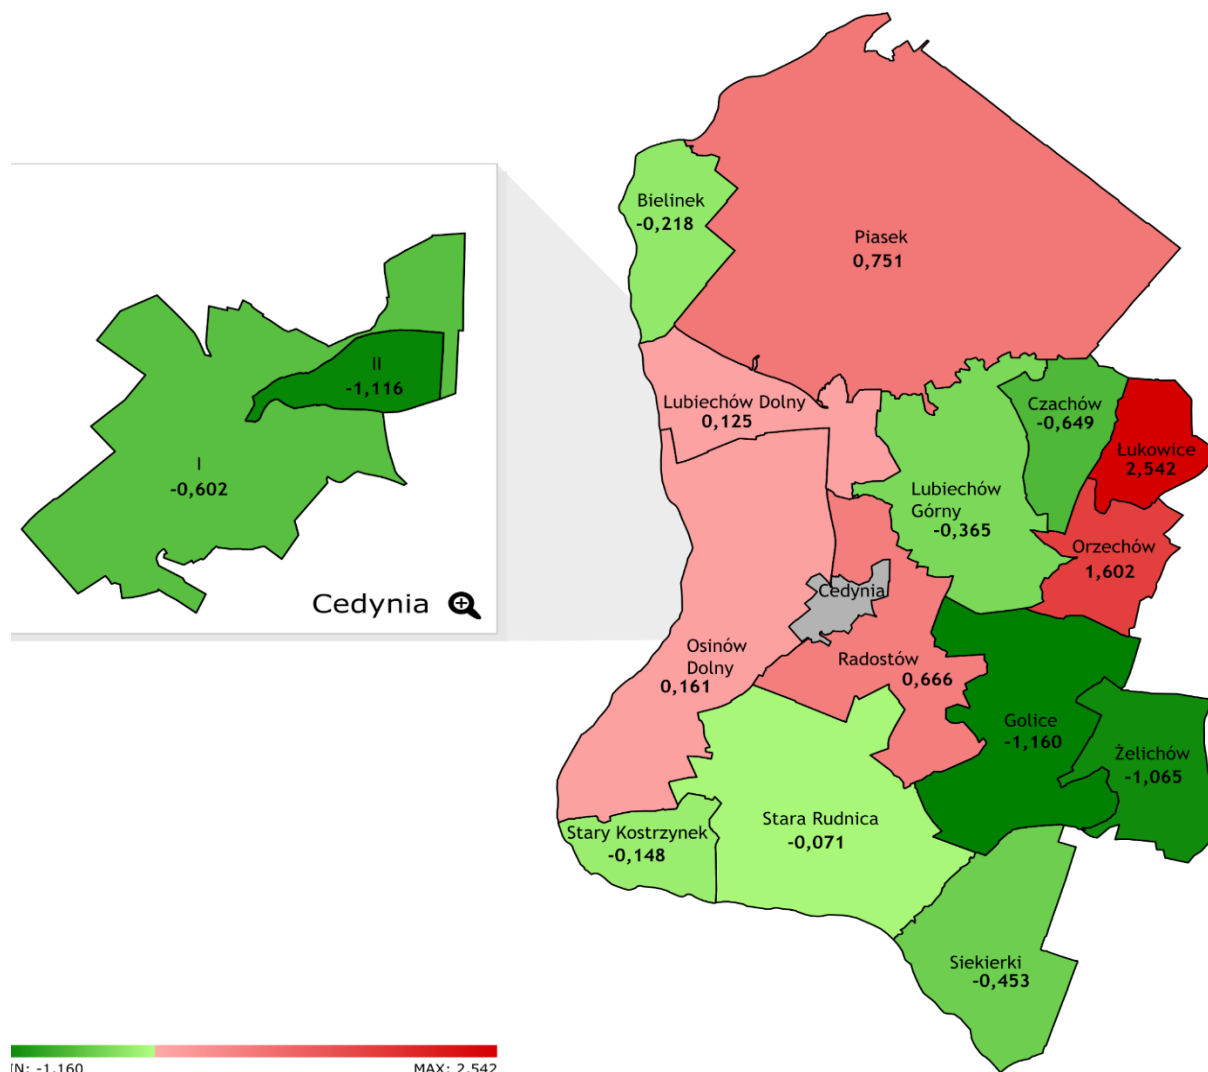 Bielinek
-0,218
Piasek
0,751
II
-1,116
Lubiechów Dolny
0,125
Czachów
-0,649
Łukowice
2,542
I
-0,602
Lubiechów
Górny
-0,365
Orzechów
1,602
Cedynia
Cedynia
Osinów
Dolny
0,161
Radostów
0,666
Golice
-1,160
Żelichów
-1,065
Stary Kostrzynek
-0,148
Stara Rudnica
-0,071
Siekierki
-0,453
IN: -1,160
MAX: 2,542